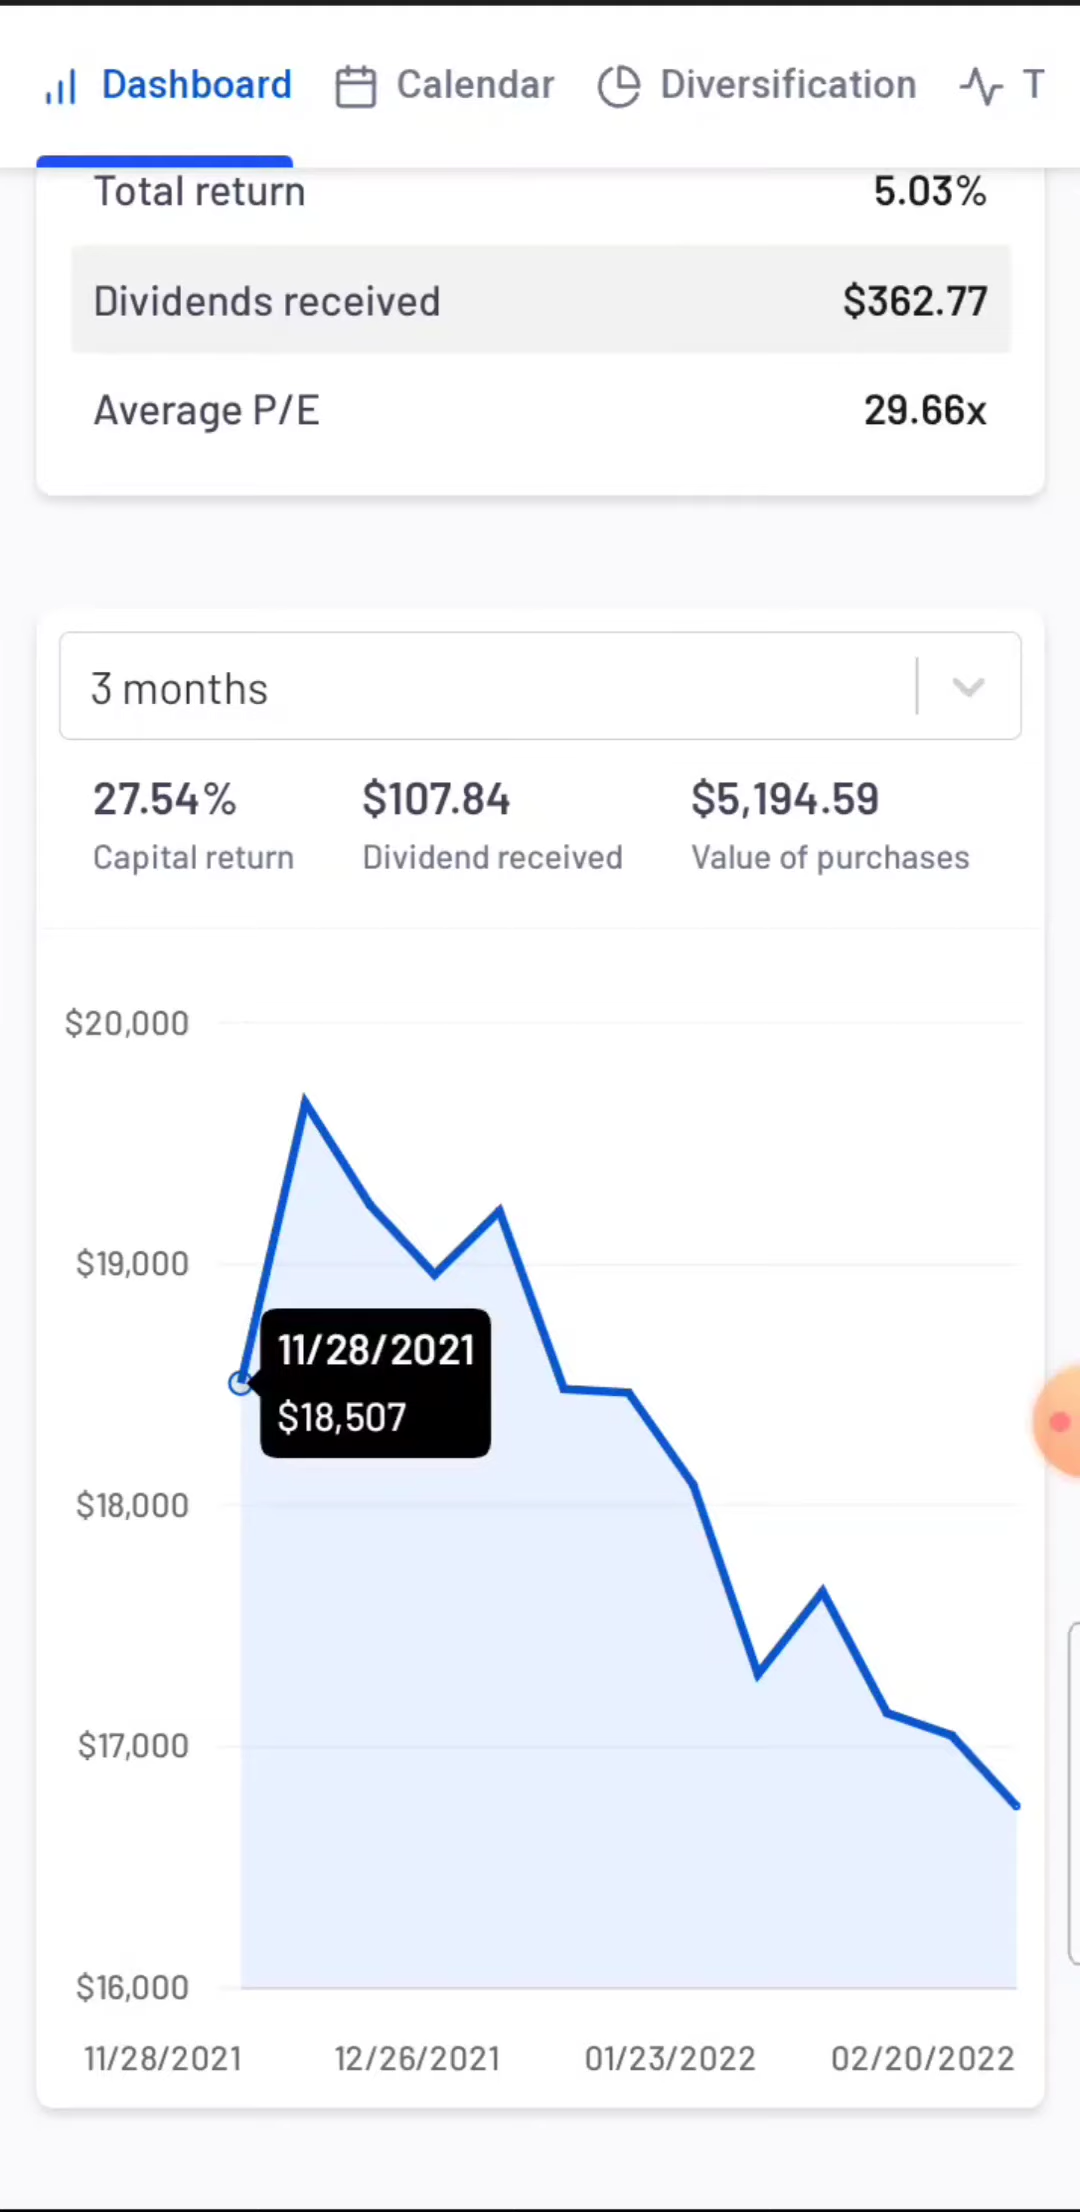 Dashboard Calendar Diversification T
Total return 5.03%
Dividends received $362.77
Average P/E 29.66x
3 months
27.54% $107.84 $5,194.59
Capital return Dividend received Value of purchases
$20,000
$19,000
11/28/2021
$18,507
$18,000
$17,000
$16,000
11/28/2021 12/26/2021 01/23/2022 02/20/2022